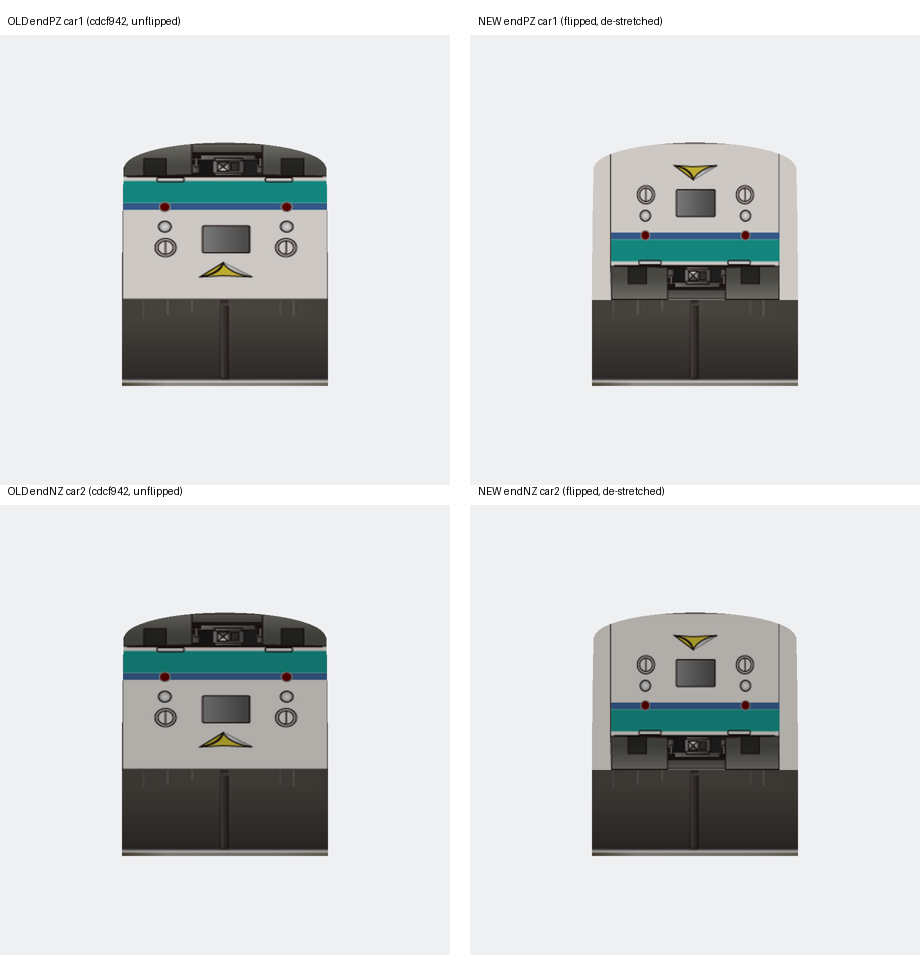 OLD endPZ car1 (cdcf942, unflipped)
NEW endPZ car1 (flipped, de-stretched)
OLD endNZ car2 (cdcf942, unflipped)
NEW endNZ car2 (flipped, de-stretched)